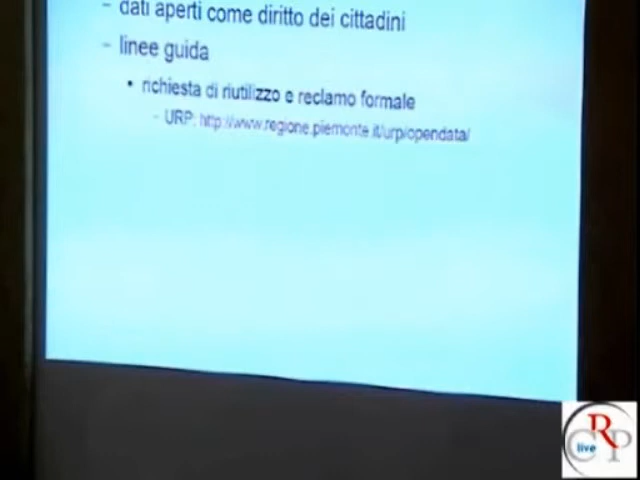 - dati aperti come diritto dei cittadini
- linee guida
• richiesta di riutilizzo e reclamo formale
- URP: http://www.regione.piemonte.it/urp/opendata/
CRP
live